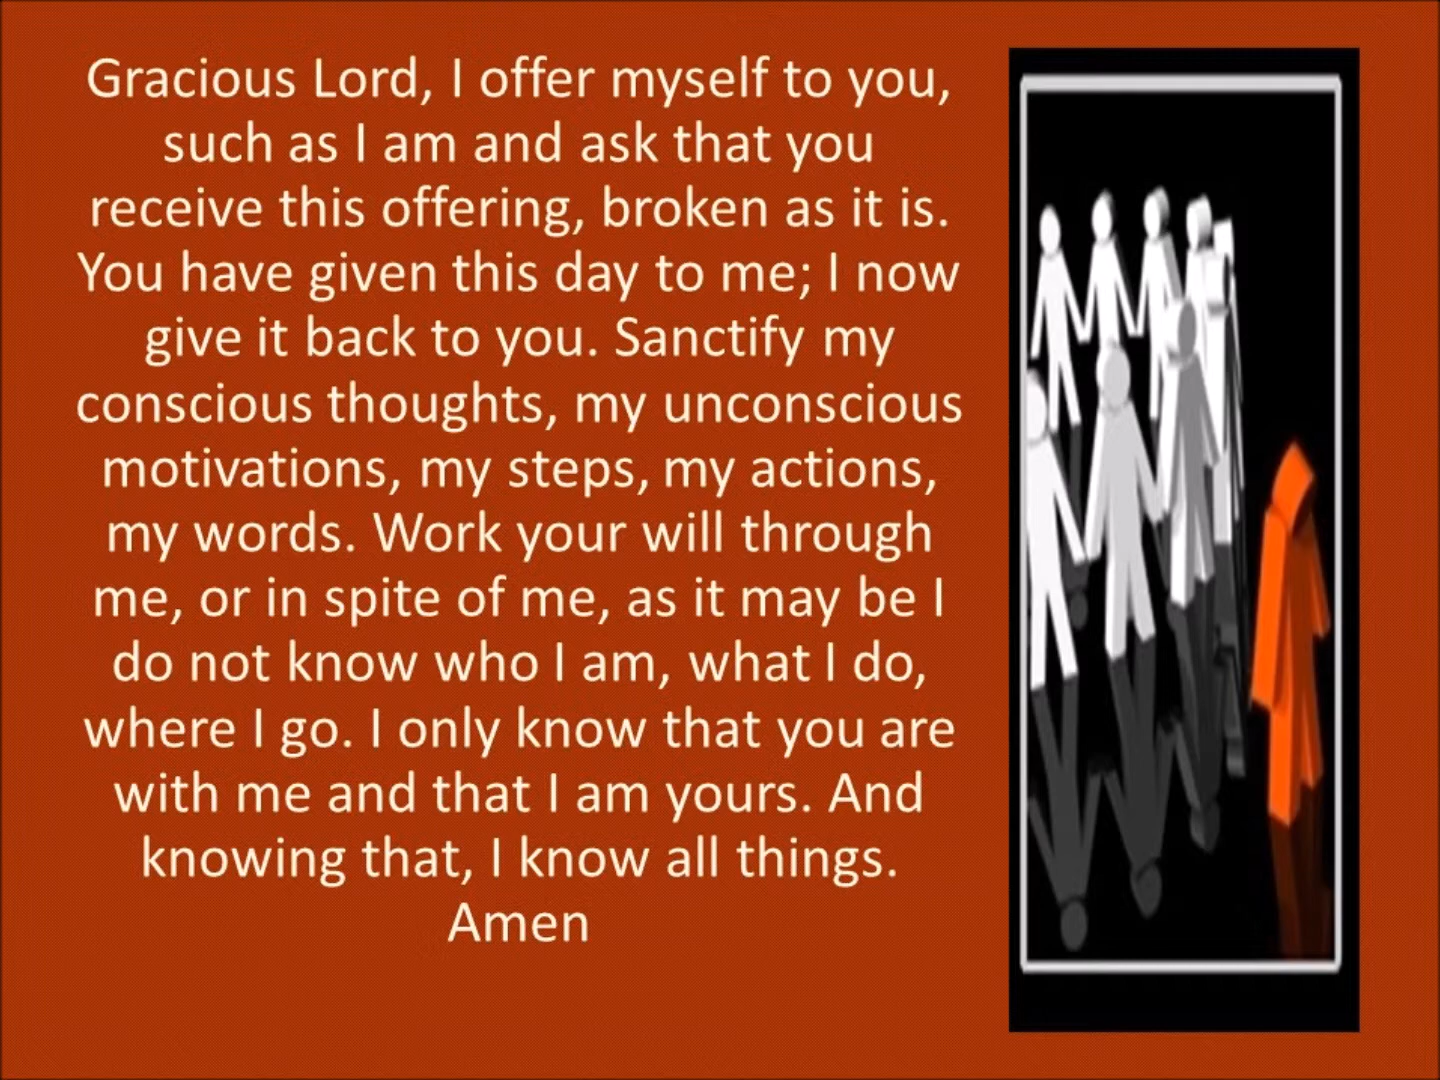 Gracious Lord, I offer myself to you,
such as I am and ask that you
receive this offering, broken as it is.
You have given this day to me; I now
give it back to you. Sanctify my
conscious thoughts, my unconscious
motivations, my steps, my actions,
my words. Work your will through
me, or in spite of me, as it may be I
do not know who I am, what I do,
where I go. I only know that you are
with me and that I am yours. And
knowing that, I know all things.
Amen